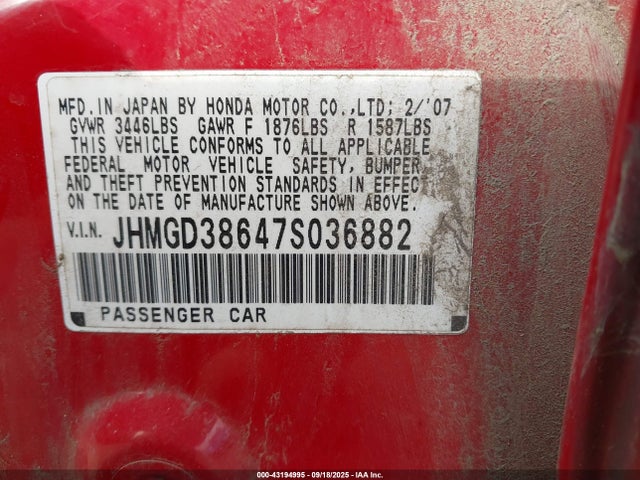 MFD. IN JAPAN BY HONDA MOTOR CO.,LTD; 2/'07
GVWR 3446LBS GAWR F 1876LBS R 1587LBS
THIS VEHICLE CONFORMS TO ALL APPLICABLE
FEDERAL MOTOR VEHICLE SAFETY, BUMPER,
AND THEFT PREVENTION STANDARDS IN EFFECT
ON THE DATE OF MANUFACTURE SHOWN ABOVE.
V.I.N. JHMGD38647S036882
PASSENGER CAR
000-43194995 - 09/18/2025 - IAA Inc.